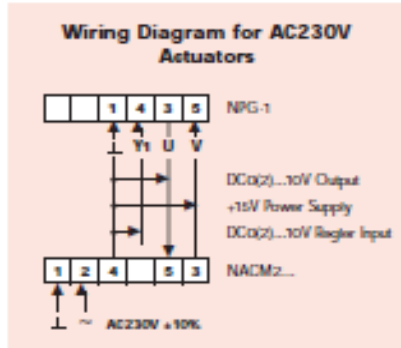 Wiring Diagram for AC230V
Actuators
1 4 3 5 NPG-1
⊥ Y1 U V
DC0(2)...10V Output
+15V Power Supply
DC0(2)...10V Regler Input
1 2 4 5 3 NACM2...
⊥ ~ AC230V ±10%